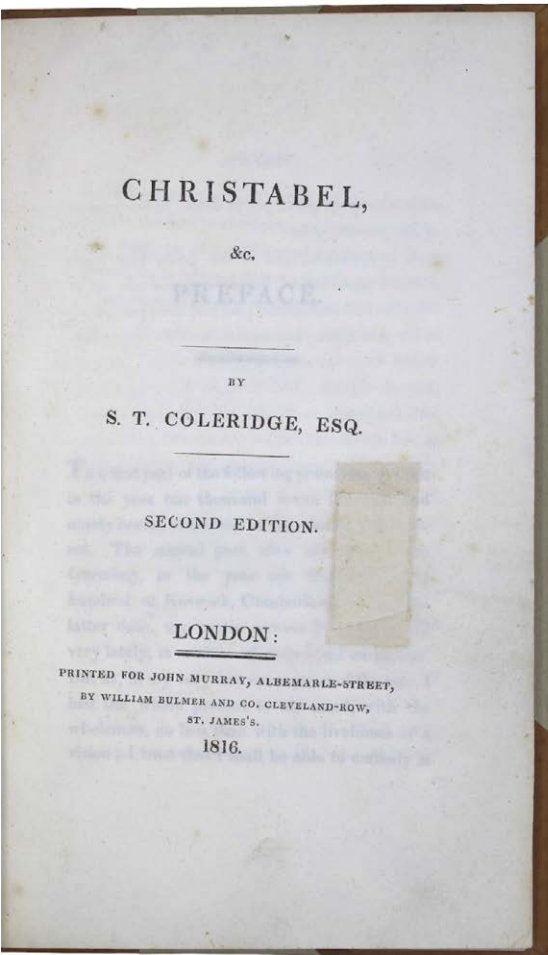 CHRISTABEL,
&c.
BY
S. T. COLERIDGE, ESQ.
SECOND EDITION.
LONDON:
PRINTED FOR JOHN MURRAY, ALBEMARLE-STREET,
BY WILLIAM BULMER AND CO. CLEVELAND-ROW,
ST. JAMES'S.
1816.